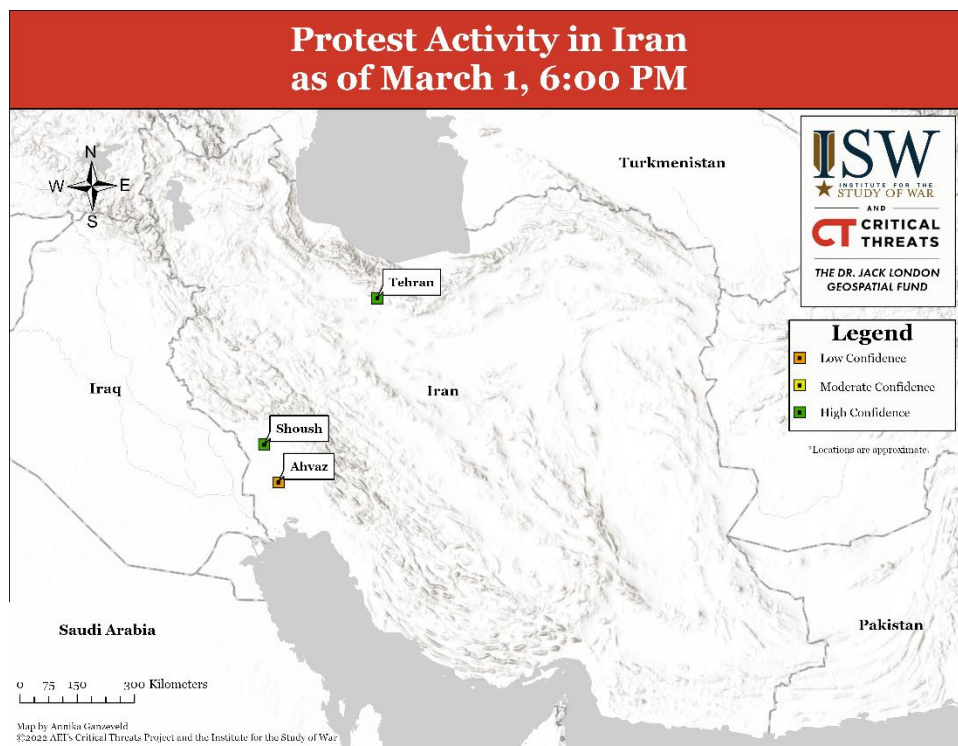 Protest Activity in Iran
as of March 1, 6:00 PM
N
W E
S
Turkmenistan
ISW
INSTITUTE FOR THE
STUDY OF WAR
AND
CT CRITICAL
THREATS
THE DR. JACK LONDON
GEOSPATIAL FUND
Tehran
Legend
Low Confidence
Moderate Confidence
High Confidence
*Locations are approximate.
Iraq
Iran
Shoush
Ahvaz
Saudi Arabia
Pakistan
0 75 150 300 Kilometers
Map by Annika Ganzeveld
©2022 AEI's Critical Threats Project and the Institute for the Study of War